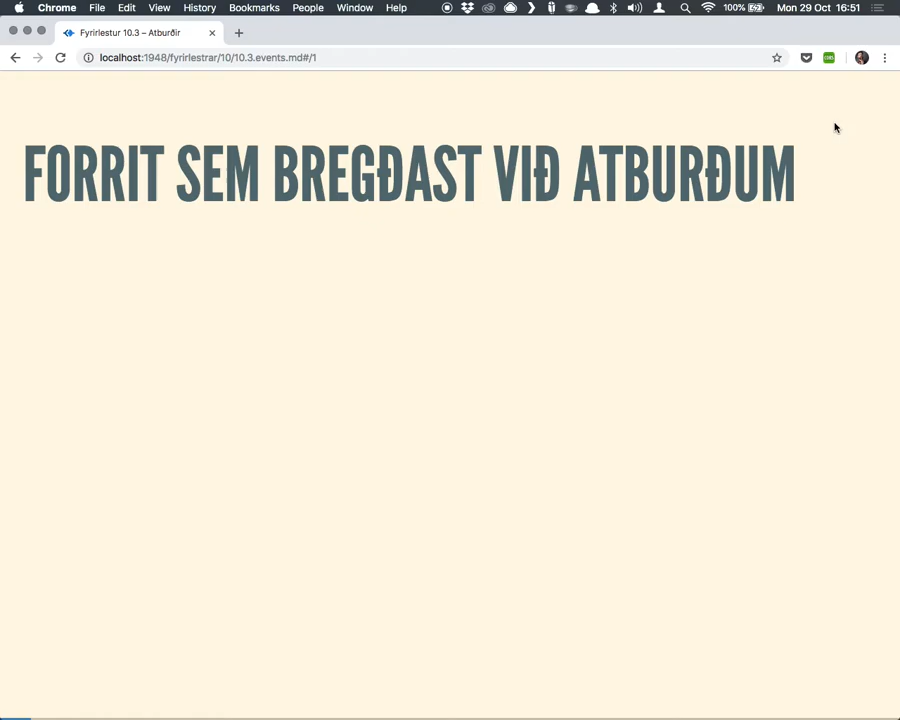 Chrome File Edit View History Bookmarks People Window Help 100% Mon 29 Oct 16:51
Fyrirlestur 10.3 – Atburðir
localhost:1948/fyrirlestrar/10/10.3.events.md#/1
FORRIT SEM BREGÐAST VIÐ ATBURÐUM